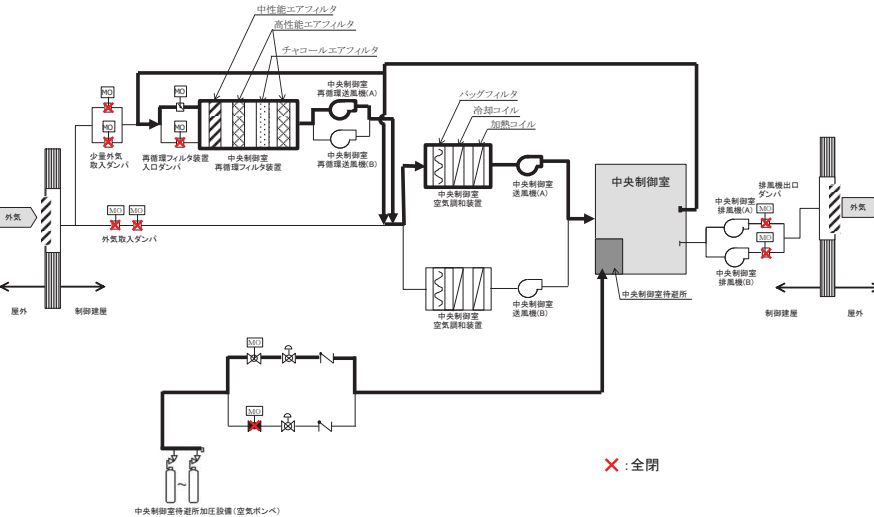 中性能エアフィルタ
高性能エアフィルタ
チャコールエアフィルタ
MO
MO
MO
MO
少量外気
取入ダンパ
再循環フィルタ装置
入口ダンパ
中央制御室
再循環フィルタ装置
中央制御室
再循環送風機(A)
中央制御室
再循環送風機(B)
バッグフィルタ
冷却コイル
加熱コイル
中央制御室
空気調和装置
中央制御室
送風機(A)
中央制御室
排風機出口
ダンパ
中央制御室
排風機(A)
MO
MO
中央制御室
排風機(B)
外気
外気
MO
MO
外気取入ダンパ
中央制御室
空気調和装置
中央制御室
送風機(B)
中央制御室待避所
屋外
制御建屋
制御建屋
屋外
MO
MO
～
中央制御室待避所加圧設備(空気ボンベ)
×:全閉